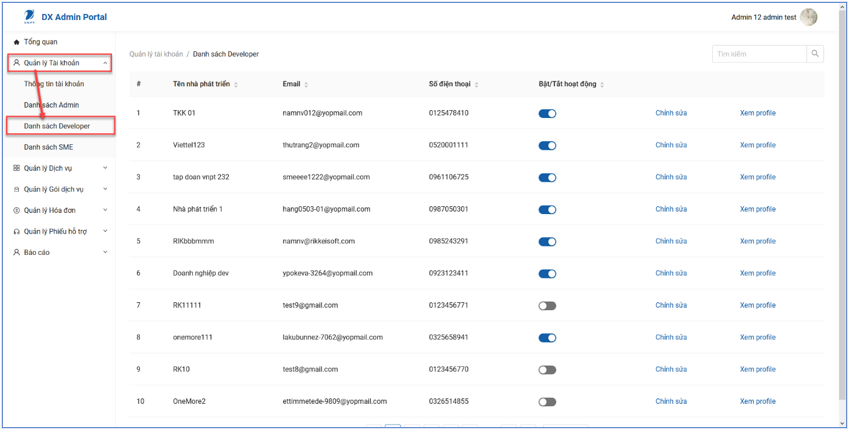 DX Admin Portal
Admin 12 admin test
Tổng quan
Quản lý Tài khoản
Thông tin tài khoản
Danh sách Admin
Danh sách Developer
Danh sách SME
Quản lý Dịch vụ
Quản lý Gói dịch vụ
Quản lý Hóa đơn
Quản lý Phiếu hỗ trợ
Báo cáo
Quản lý tài khoản / Danh sách Developer
Tìm kiếm
# Tên nhà phát triển Email Số điện thoại Bật/Tắt hoạt động
1 TKK 01 namnv012@yopmail.com 0125478410 Chỉnh sửa Xem profile
2 Viettel123 thutrang2@yopmail.com 0520001111 Chỉnh sửa Xem profile
3 tap doan vnpt 232 smeeee1222@yopmail.com 0961106725 Chỉnh sửa Xem profile
4 Nhà phát triển 1 hang0503-01@yopmail.com 0987050301 Chỉnh sửa Xem profile
5 RIKbbbmmm namnv@rikkeisoft.com 0985243291 Chỉnh sửa Xem profile
6 Doanh nghiệp dev ypokeva-3264@yopmail.com 0923123411 Chỉnh sửa Xem profile
7 RK11111 test9@gmail.com 0123456771 Chỉnh sửa Xem profile
8 onemore111 lakubunnez-7062@yopmail.com 0325658941 Chỉnh sửa Xem profile
9 RK10 test8@gmail.com 0123456770 Chỉnh sửa Xem profile
10 OneMore2 ettimmetede-9809@yopmail.com 0326514855 Chỉnh sửa Xem profile